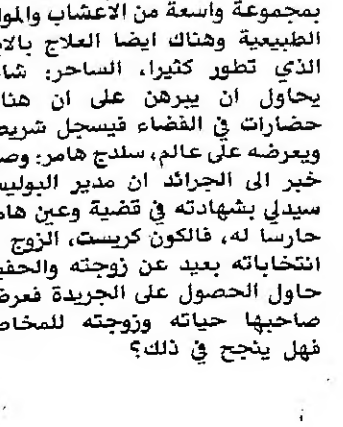 بمجموعة واسعة من الاعشاب والموا
الطبيعية وهناك ايضا العلاج بالا
الذي تطور كثيرا، الساحر: شا
يحاول ان يبرهن على ان هنا
حضارات في الفضاء فيسجل شريط
ويعرضه على عالم، سلدج هامر: وص
خبر الى الجرائد ان مدير البوليس
سيدلي بشهادته في قضية وعين هام
حارسا له، فالكون كريست، الزوج
انتخاباته بعيد عن زوجته والحفي
حاول الحصول على الجريدة فعرض
صاحبها حياته وزوجته للمخاط
فهل ينجح في ذلك؟